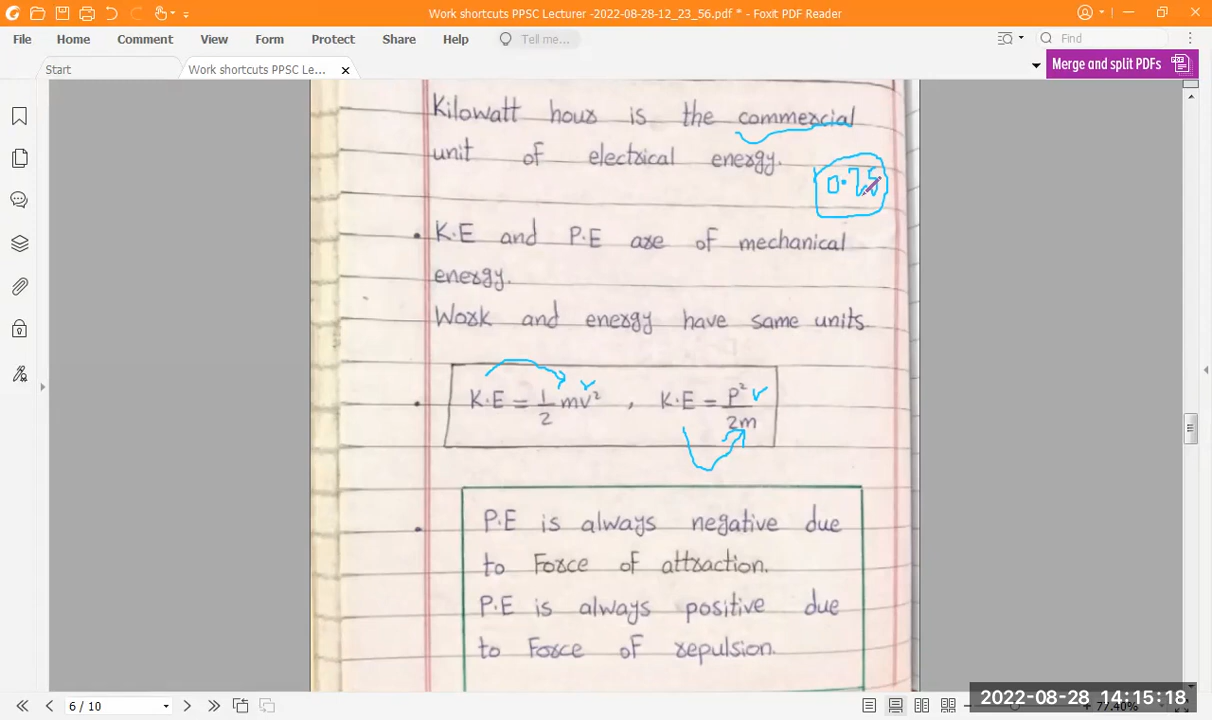 Work shortcuts PPSC Lecturer -2022-08-28-12_23_56.pdf * - Foxit PDF Reader
File Home Comment View Form Protect Share Help Tell me... Find
Start Work shortcuts PPSC Le... Merge and split PDFs
Kilowatt hour is the commercial
unit of electrical energy.
0.75
• K.E and P.E are of mechanical
energy.
Work and energy have same units
• K.E = 1/2 mv² , K.E = P²/2m
• P.E is always negative due
to Force of attraction.
P.E is always positive due
to Force of repulsion.
6 / 10
2022-08-28 14:15:18
77.40%